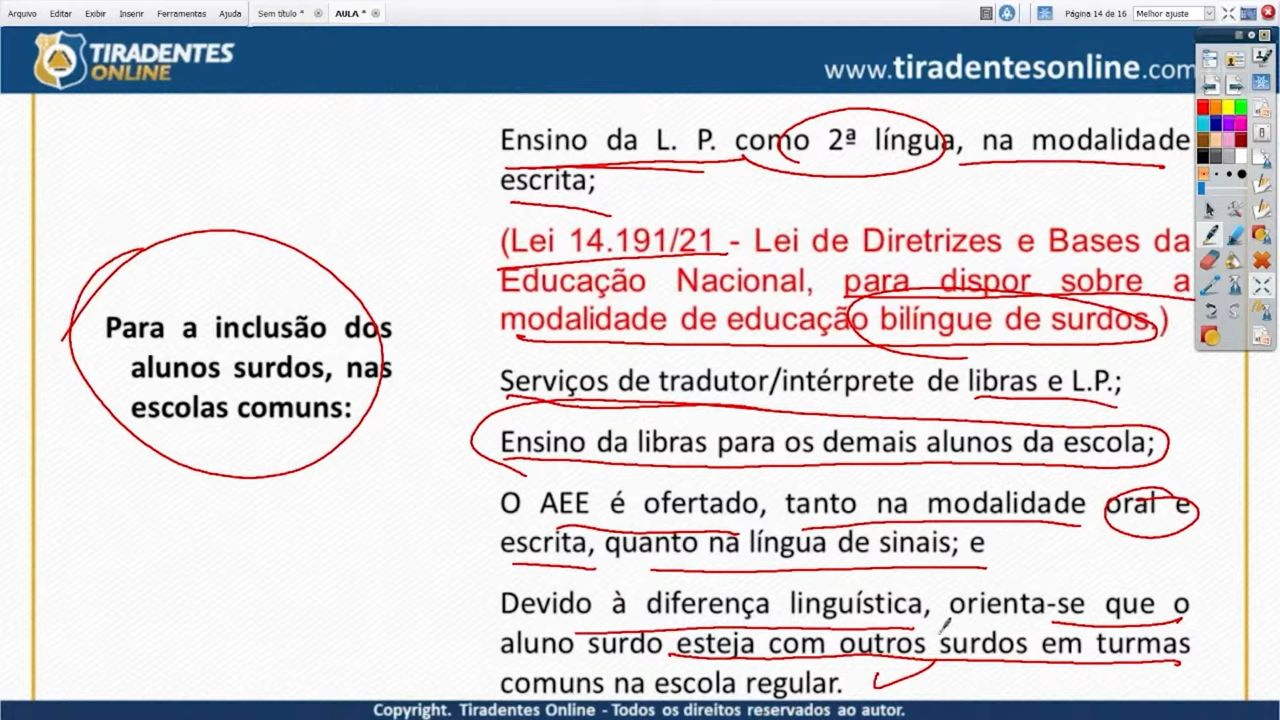 Arquivo Editar Exibir Inserir Ferramentas Ajuda Sem título * AULA * Página 14 de 16 Melhor ajuste
TIRADENTES
ONLINE
www.tiradentesonline.com
Para a inclusão dos
alunos surdos, nas
escolas comuns:
Ensino da L. P. como 2ª língua, na modalidade
escrita;
(Lei 14.191/21 - Lei de Diretrizes e Bases da
Educação Nacional, para dispor sobre a
modalidade de educação bilíngue de surdos.)
Serviços de tradutor/intérprete de libras e L.P.;
Ensino da libras para os demais alunos da escola;
O AEE é ofertado, tanto na modalidade oral e
escrita, quanto na língua de sinais; e
Devido à diferença linguística, orienta-se que o
aluno surdo esteja com outros surdos em turmas
comuns na escola regular.
Copyright. Tiradentes Online - Todos os direitos reservados ao autor.